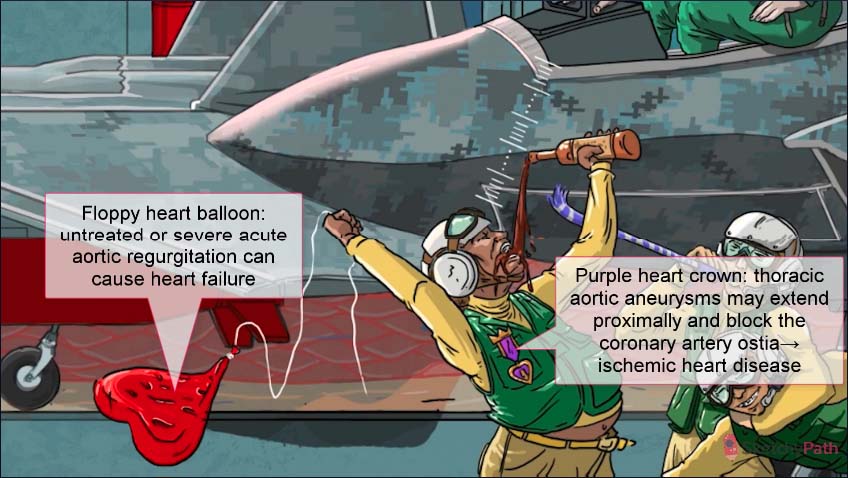 Floppy heart balloon:
untreated or severe acute
aortic regurgitation can
cause heart failure
Purple heart crown: thoracic
aortic aneurysms may extend
proximally and block the
coronary artery ostia→
ischemic heart disease
Path